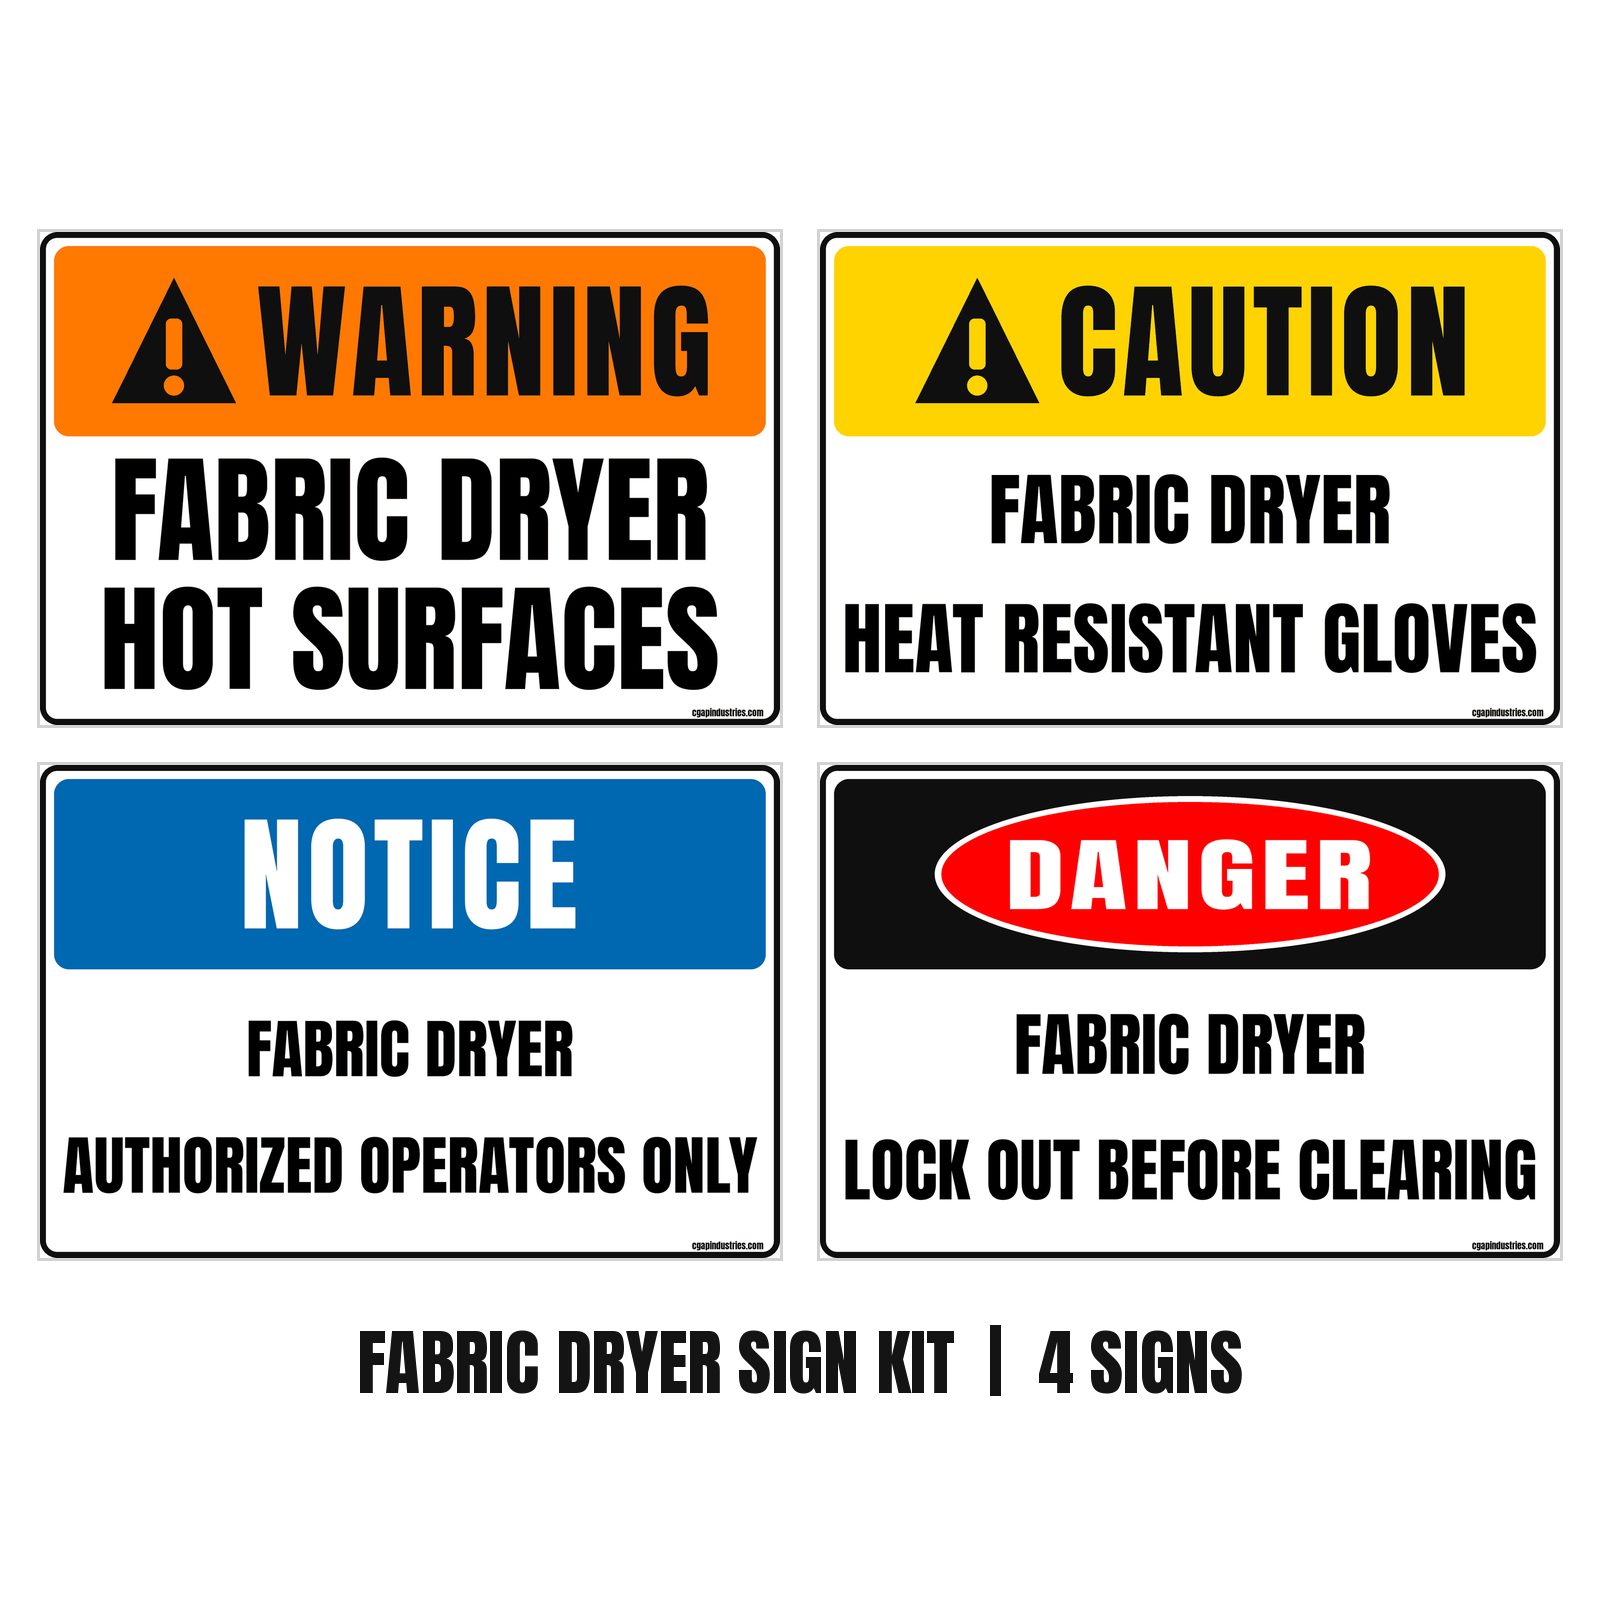 WARNING
FABRIC DRYER
HOT SURFACES
cgapindustries.com
CAUTION
FABRIC DRYER
HEAT RESISTANT GLOVES
cgapindustries.com
NOTICE
FABRIC DRYER
AUTHORIZED OPERATORS ONLY
cgapindustries.com
DANGER
FABRIC DRYER
LOCK OUT BEFORE CLEARING
cgapindustries.com
FABRIC DRYER SIGN KIT | 4 SIGNS